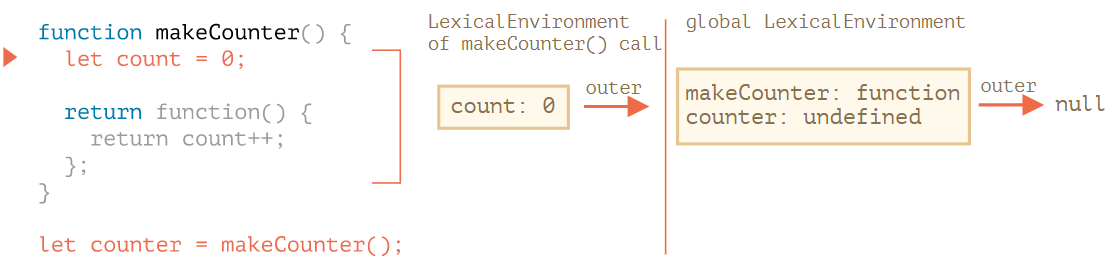 function makeCounter() {
  let count = 0;

  return function() {
    return count++;
  };
}

let counter = makeCounter();
LexicalEnvironment
of makeCounter() call
count: 0
outer
global LexicalEnvironment
makeCounter: function
counter: undefined
outer
null